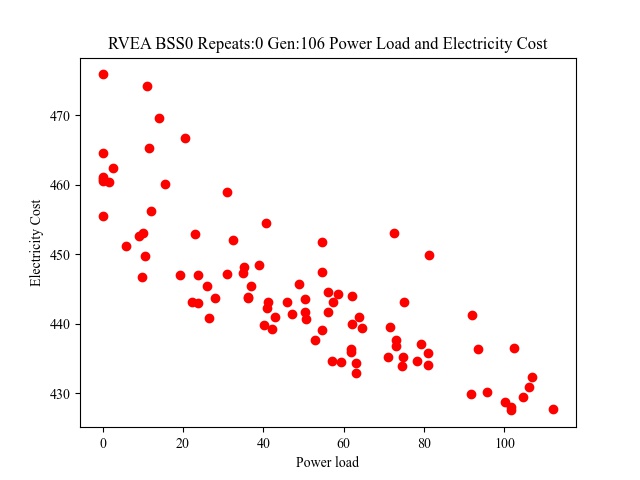 RVEA BSS0 Repeats:0 Gen:106 Power Load and Electricity Cost
470
460
450
440
430
Electricity Cost
0 20 40 60 80 100
Power load